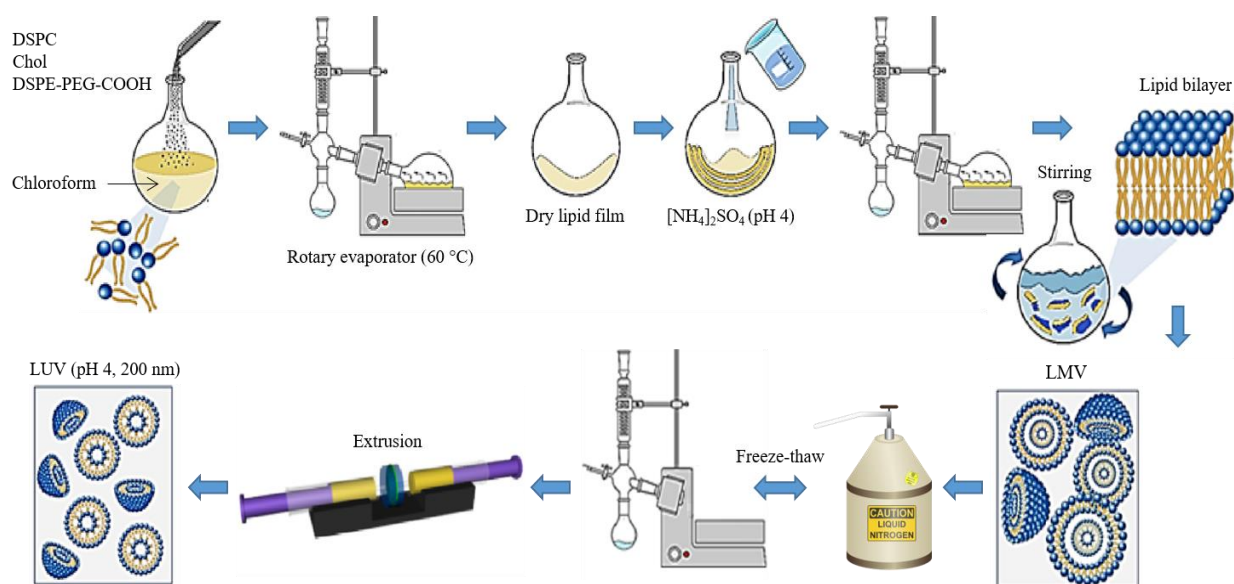 DSPC
Chol
DSPE-PEG-COOH
Chloroform
Rotary evaporator (60 °C)
Dry lipid film
[NH₄]₂SO₄ (pH 4)
Stirring
Lipid bilayer
LMV
Freeze-thaw
CAUTION
LIQUID
NITROGEN
Extrusion
LUV (pH 4, 200 nm)